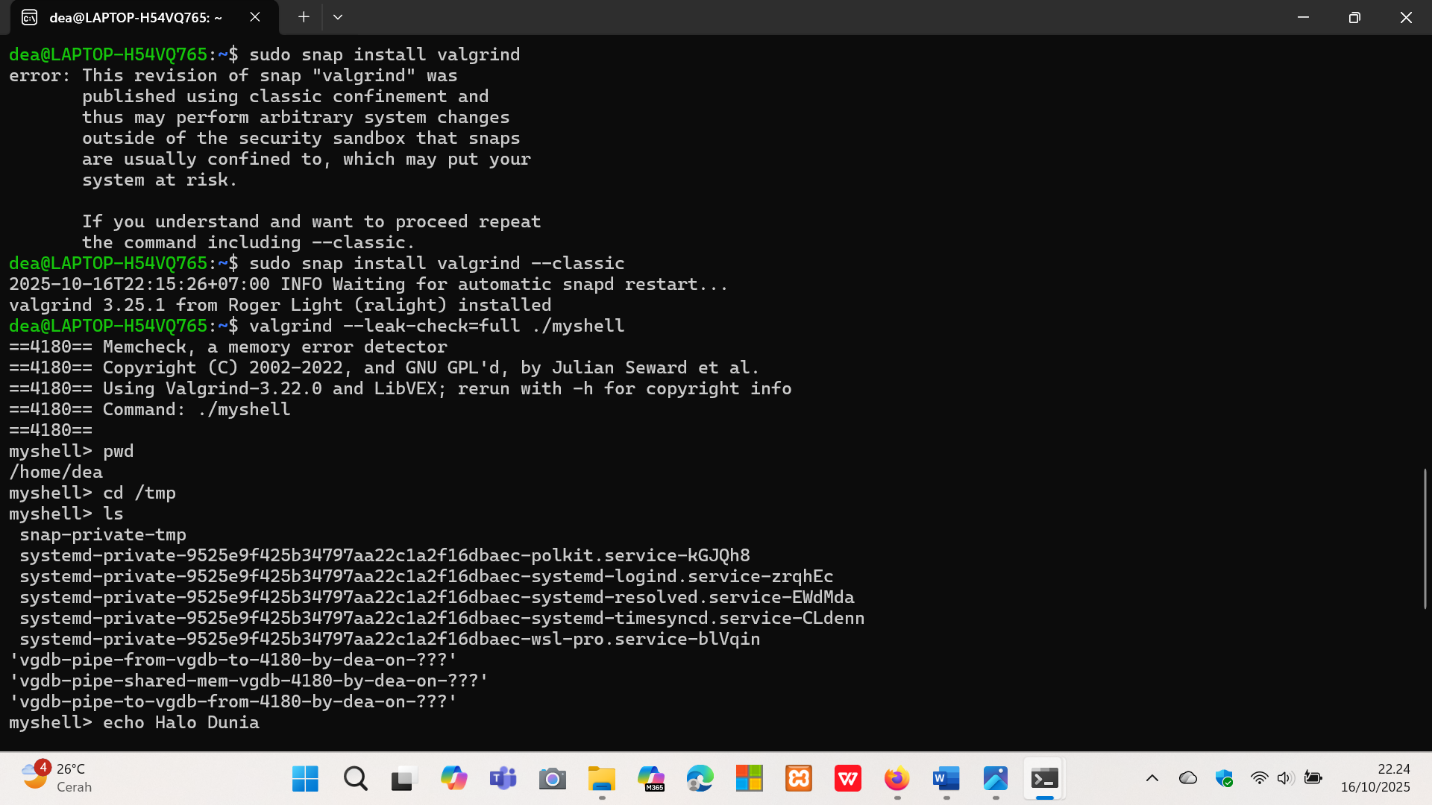 dea@LAPTOP-H54VQ765: ~
dea@LAPTOP-H54VQ765:~$ sudo snap install valgrind
error: This revision of snap "valgrind" was
published using classic confinement and
thus may perform arbitrary system changes
outside of the security sandbox that snaps
are usually confined to, which may put your
system at risk.
If you understand and want to proceed repeat
the command including --classic.
dea@LAPTOP-H54VQ765:~$ sudo snap install valgrind --classic
2025-10-16T22:15:26+07:00 INFO Waiting for automatic snapd restart...
valgrind 3.25.1 from Roger Light (ralight) installed
dea@LAPTOP-H54VQ765:~$ valgrind --leak-check=full ./myshell
==4180== Memcheck, a memory error detector
==4180== Copyright (C) 2002-2022, and GNU GPL'd, by Julian Seward et al.
==4180== Using Valgrind-3.22.0 and LibVEX; rerun with -h for copyright info
==4180== Command: ./myshell
==4180==
myshell> pwd
/home/dea
myshell> cd /tmp
myshell> ls
snap-private-tmp
systemd-private-9525e9f425b34797aa22c1a2f16dbaec-polkit.service-kGJQh8
systemd-private-9525e9f425b34797aa22c1a2f16dbaec-systemd-logind.service-zrqhEc
systemd-private-9525e9f425b34797aa22c1a2f16dbaec-systemd-resolved.service-EWdMda
systemd-private-9525e9f425b34797aa22c1a2f16dbaec-systemd-timesyncd.service-CLdenn
systemd-private-9525e9f425b34797aa22c1a2f16dbaec-wsl-pro.service-blVqin
'vgdb-pipe-from-vgdb-to-4180-by-dea-on-???'
'vgdb-pipe-shared-mem-vgdb-4180-by-dea-on-???'
'vgdb-pipe-to-vgdb-from-4180-by-dea-on-???'
myshell> echo Halo Dunia
4
26°C
Cerah
M365
22.24
16/10/2025